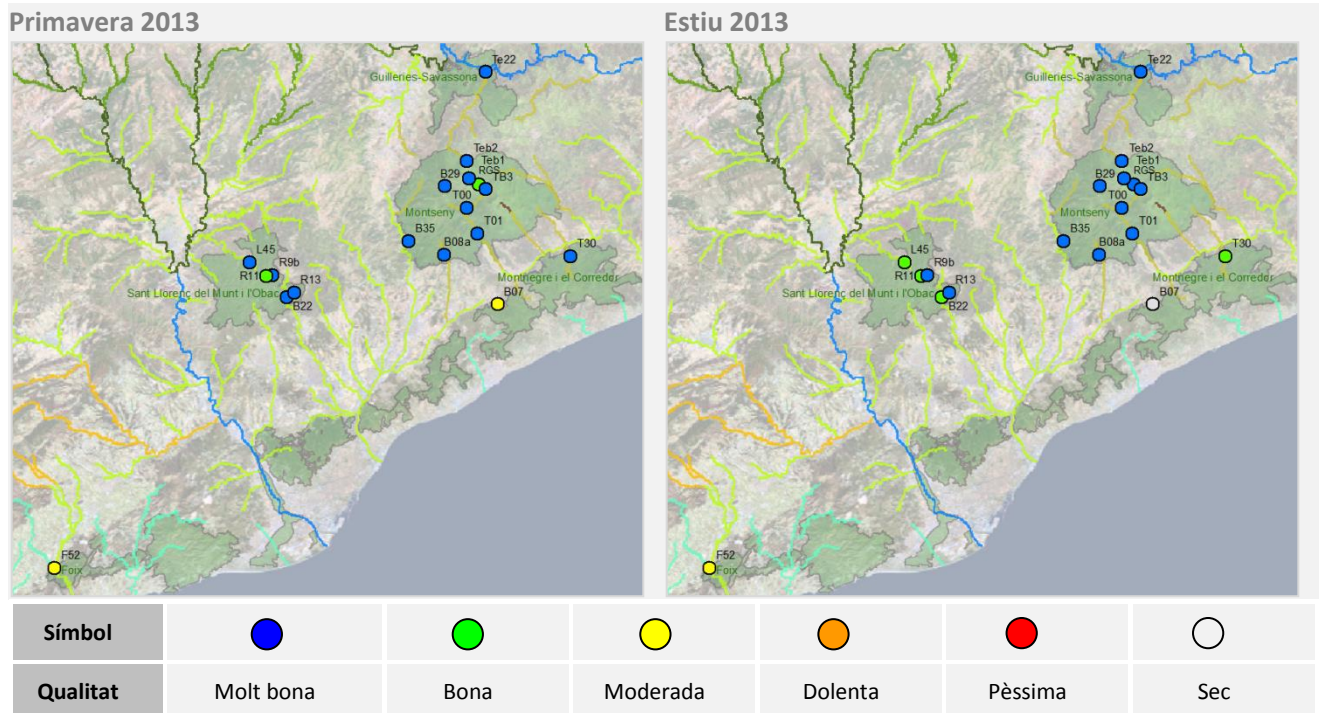 Primavera 2013
Te22
Guilleries-Savassona
Teb2
Teb1
RGS
B29
TB3
T00
Montseny
T01
B35
B08a
T30
L45
R9b
R11
R13
Montnegre i el Corredor
Sant Llorenç del Munt i l'Obac
B07
B22
F52
Foix
Estiu 2013
Te22
Guilleries-Savassona
Teb2
Teb1
RGS
B29
TB3
T00
Montseny
T01
B35
B08a
T30
L45
R9b
R11
R13
Montnegre i el Corredor
Sant Llorenç del Munt i l'Obac
B07
B22
F52
Foix
Símbol
Qualitat Molt bona Bona Moderada Dolenta Pèssima Sec